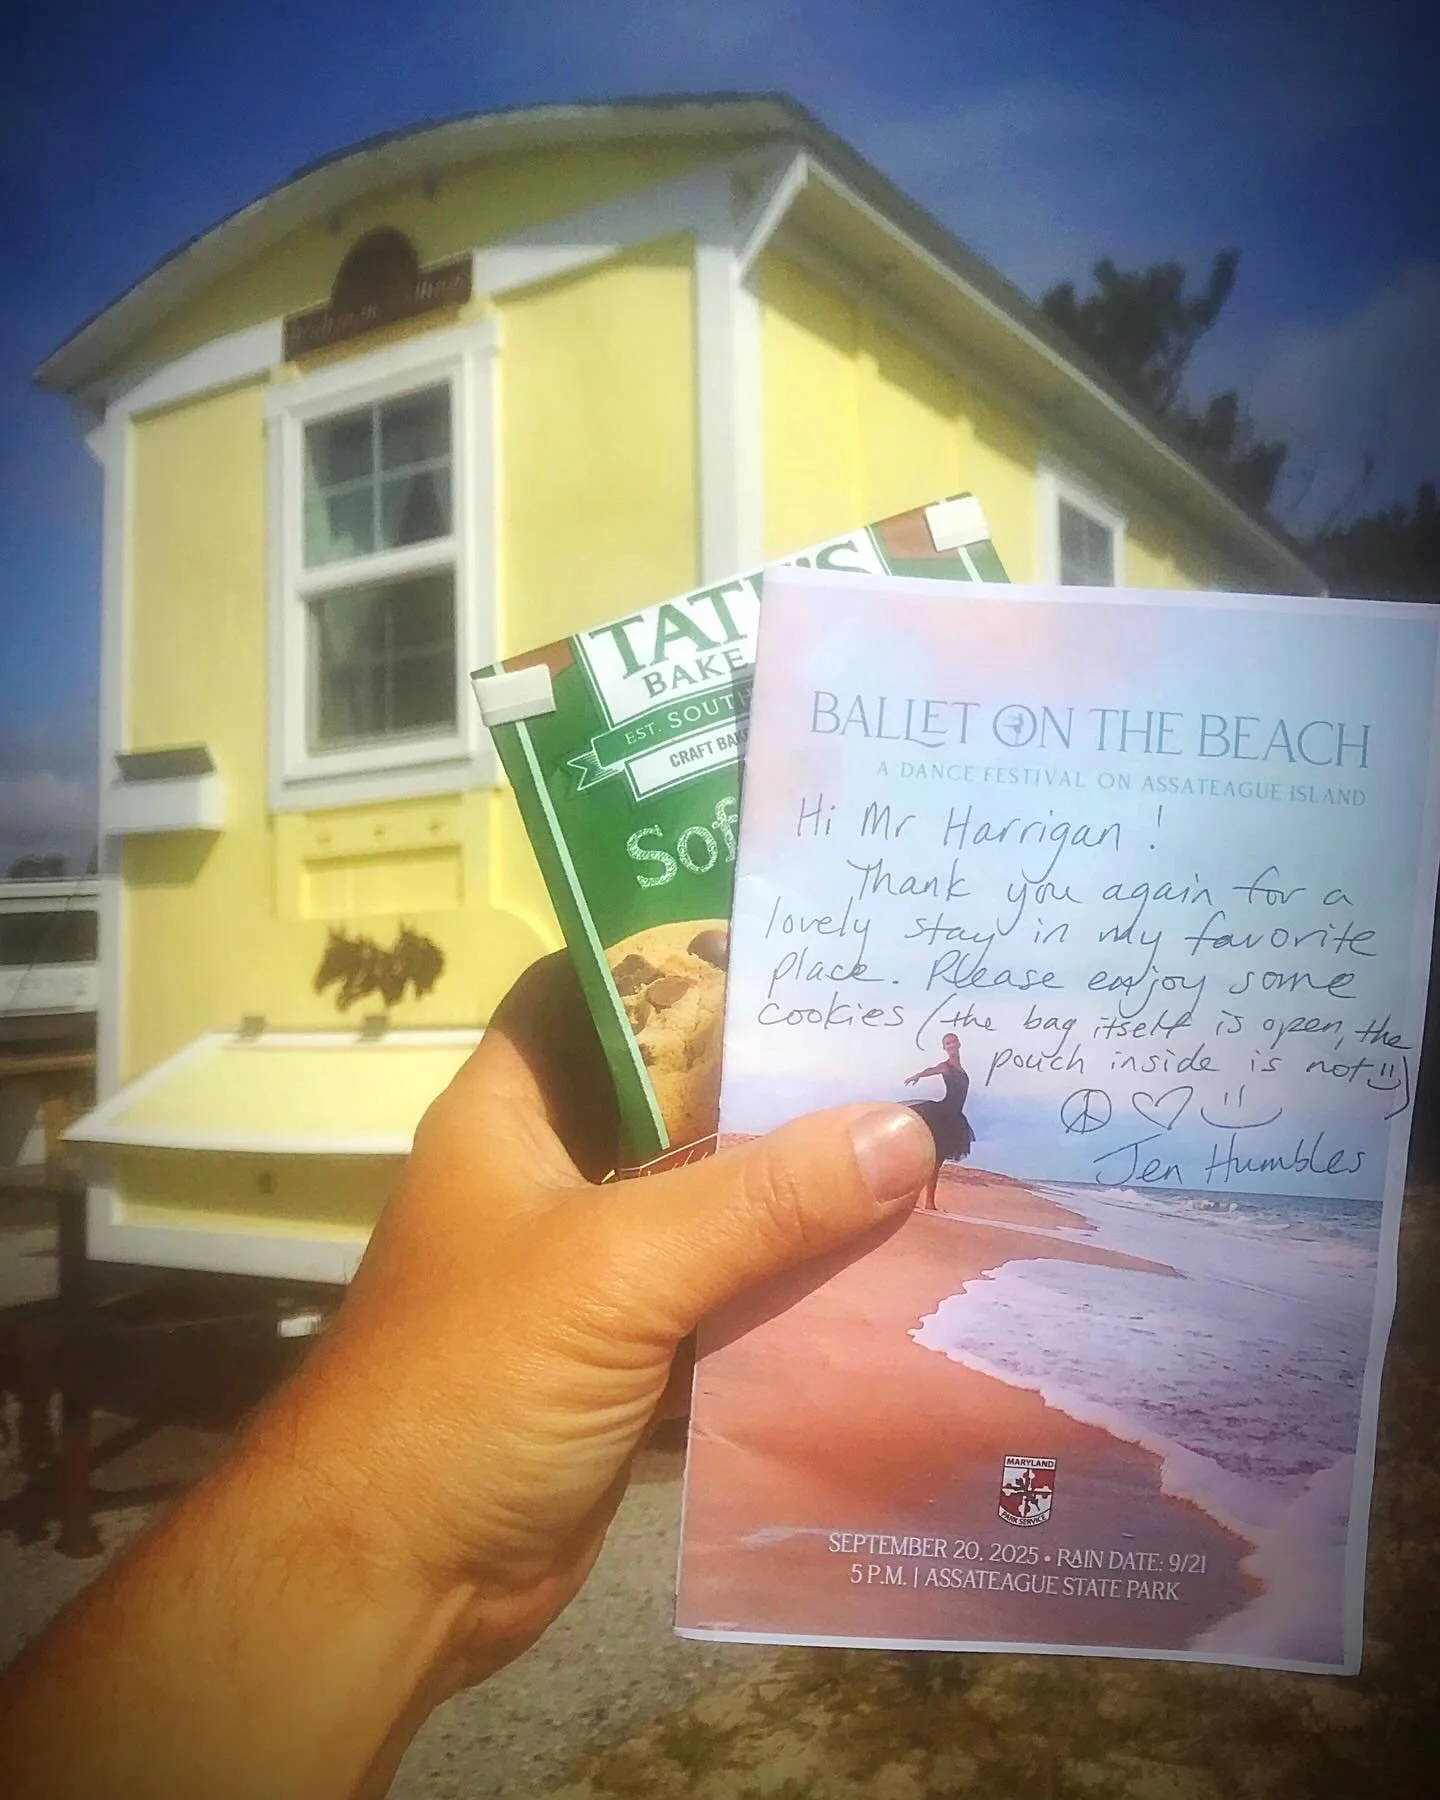 TATE'S
BAKE
EST. SOUTH
CRAFT BAK
Sof
BALLET ON THE BEACH
A DANCE FESTIVAL ON ASSATEAGUE ISLAND
Hi Mr Harrigan!
Thank you again for a
lovely stay in my favorite
place. Please enjoy some
cookies (the bag itself is open, the
pouch inside is not)
Jen Humbles
MARYLAND
PARK SERVICE
SEPTEMBER 20, 2025 • RAIN DATE: 9/21
5 P.M. | ASSATEAGUE STATE PARK